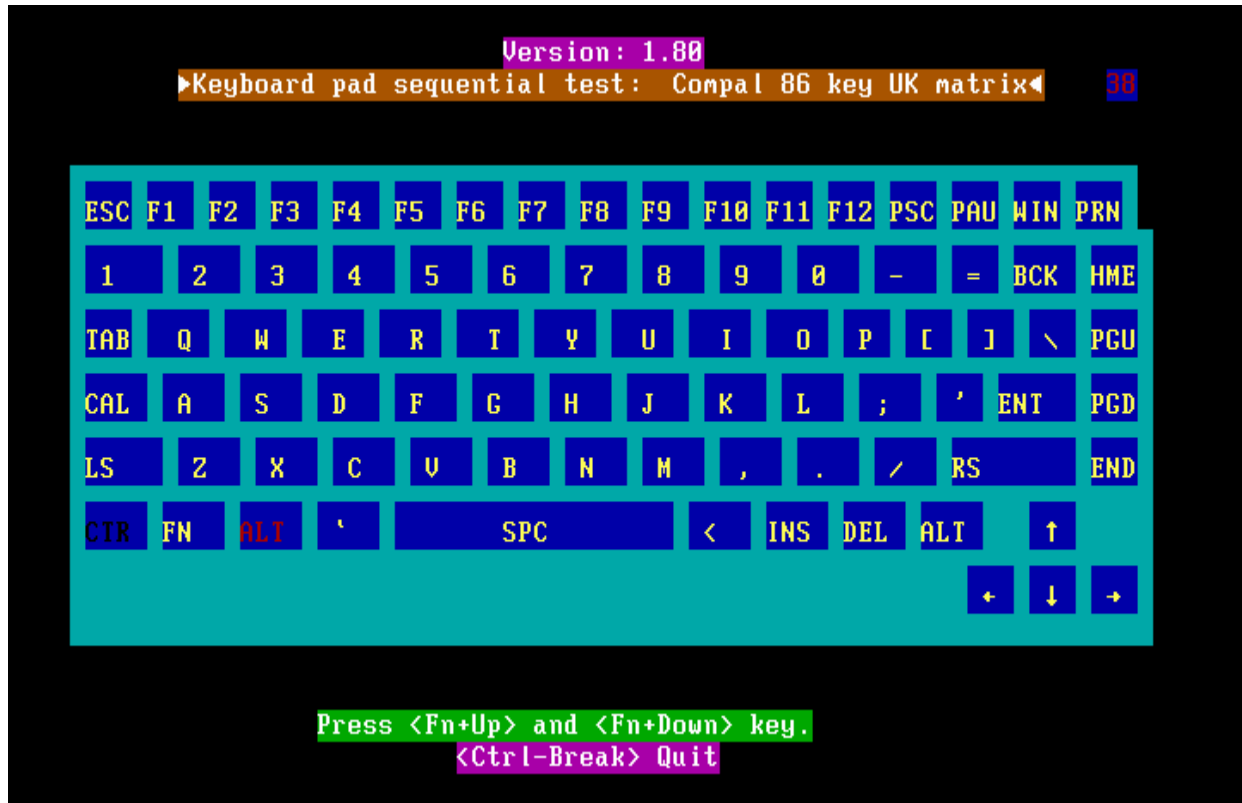 Version: 1.80
►Keyboard pad sequential test: Compal 86 key UK matrix◄ 38
ESC F1 F2 F3 F4 F5 F6 F7 F8 F9 F10 F11 F12 PSC PAU WIN PRN
1 2 3 4 5 6 7 8 9 0 - = BCK HME
TAB Q W E R T Y U I O P [ ] \ PGU
CAL A S D F G H J K L ; ' ENT PGD
LS Z X C V B N M , . / RS END
CTR FN ALT ` SPC < INS DEL ALT ↑
← ↓ →
Press <Fn+Up> and <Fn+Down> key.
<Ctrl-Break> Quit